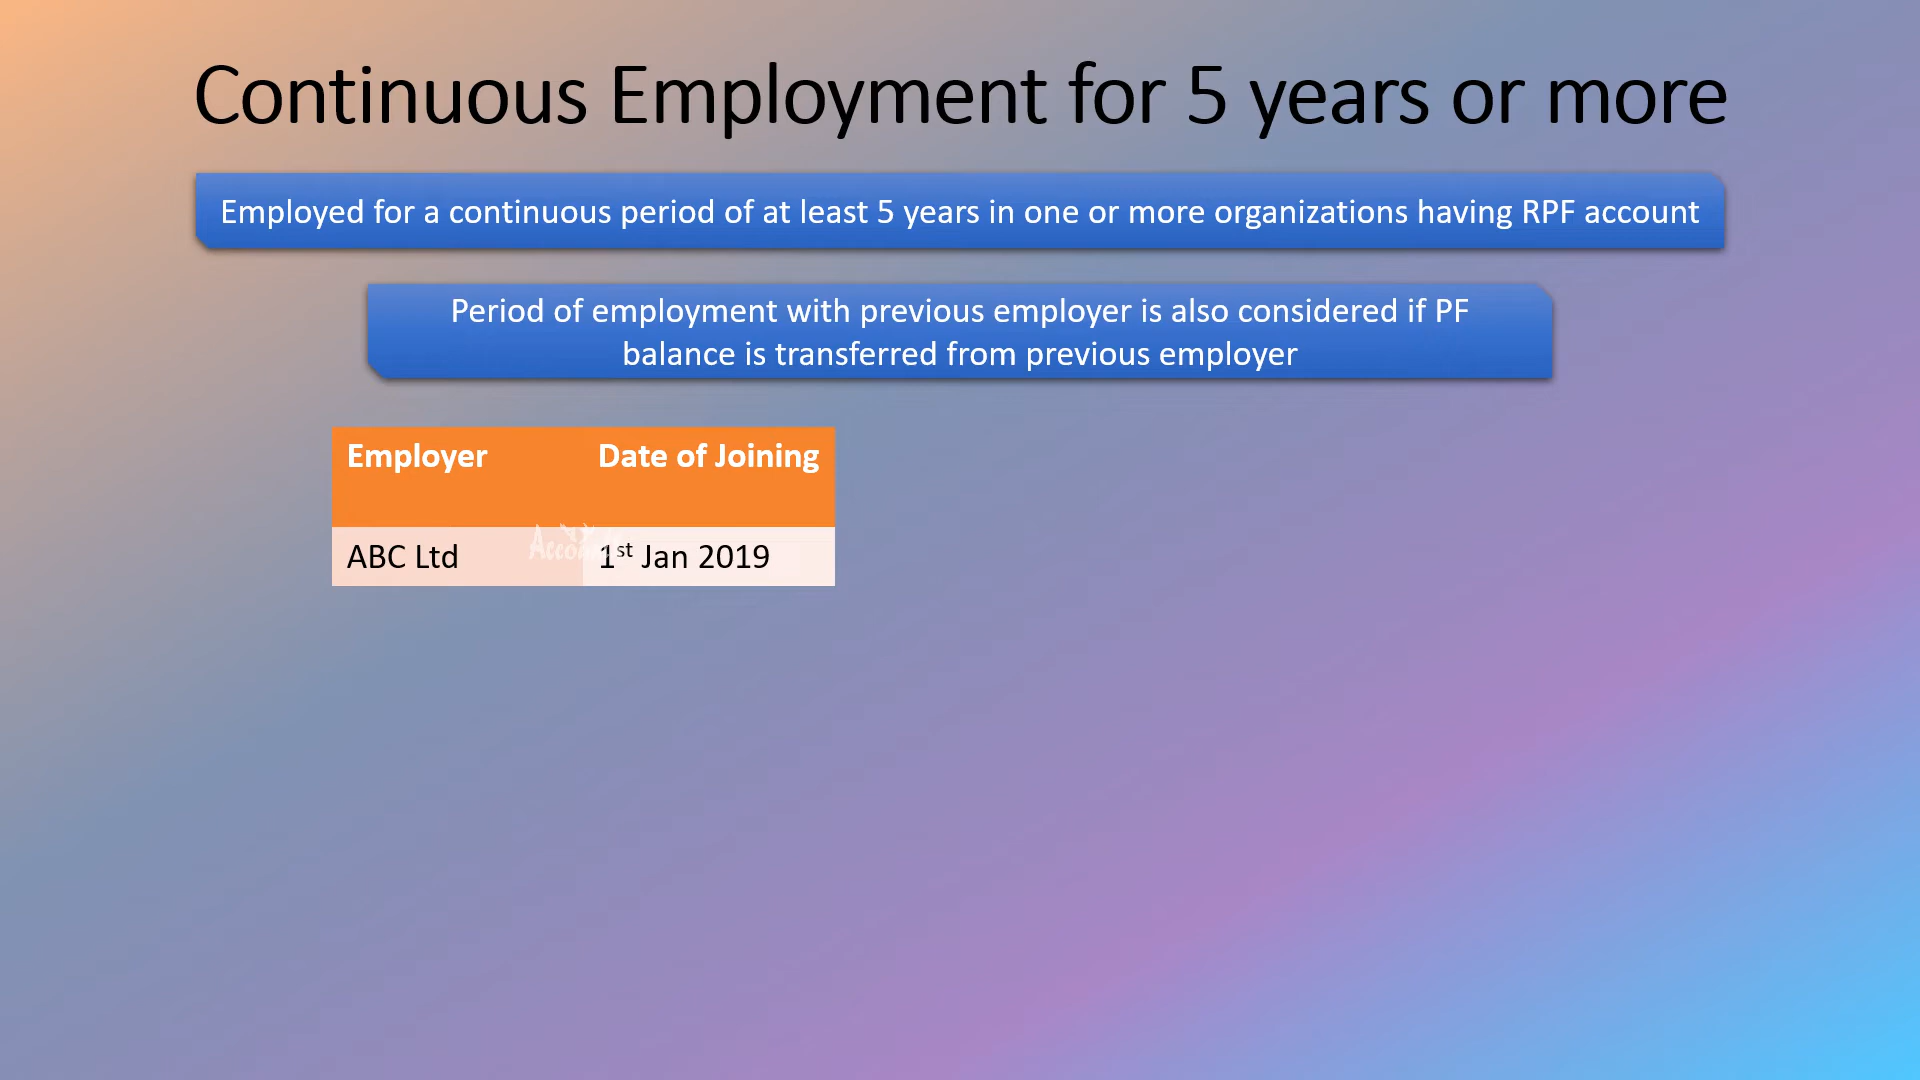 Continuous Employment for 5 years or more
Employed for a continuous period of at least 5 years in one or more organizations having RPF account
Period of employment with previous employer is also considered if PF
balance is transferred from previous employer
Employer Date of Joining
ABC Ltd 1st Jan 2019